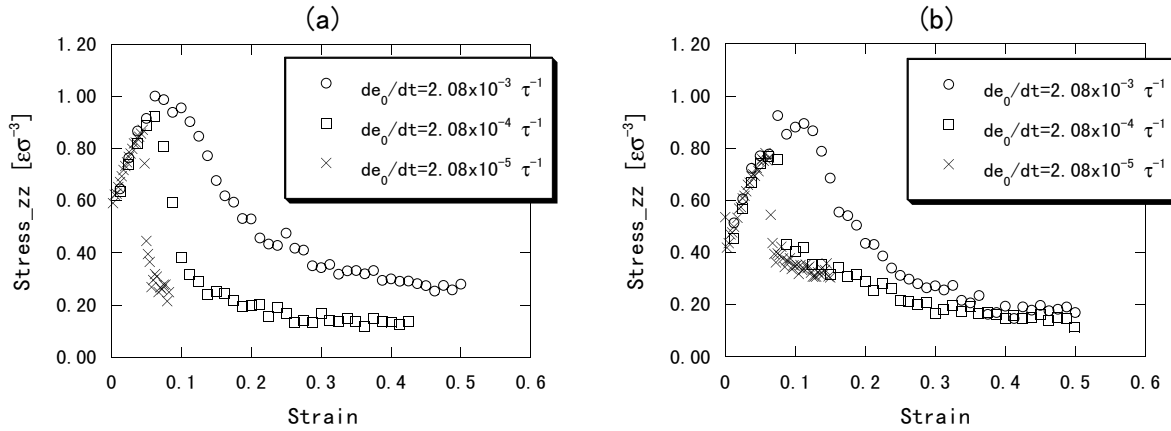 (a)
1.20
1.00
0.80
0.60
0.40
0.20
0.00
Stress_zz [εσ⁻³]
de₀/dt=2.08x10⁻³ τ⁻¹
de₀/dt=2.08x10⁻⁴ τ⁻¹
de₀/dt=2.08x10⁻⁵ τ⁻¹
0 0.1 0.2 0.3 0.4 0.5 0.6
Strain
(b)
1.20
1.00
0.80
0.60
0.40
0.20
0.00
Stress_zz [εσ⁻³]
de₀/dt=2.08x10⁻³ τ⁻¹
de₀/dt=2.08x10⁻⁴ τ⁻¹
de₀/dt=2.08x10⁻⁵ τ⁻¹
0 0.1 0.2 0.3 0.4 0.5 0.6
Strain